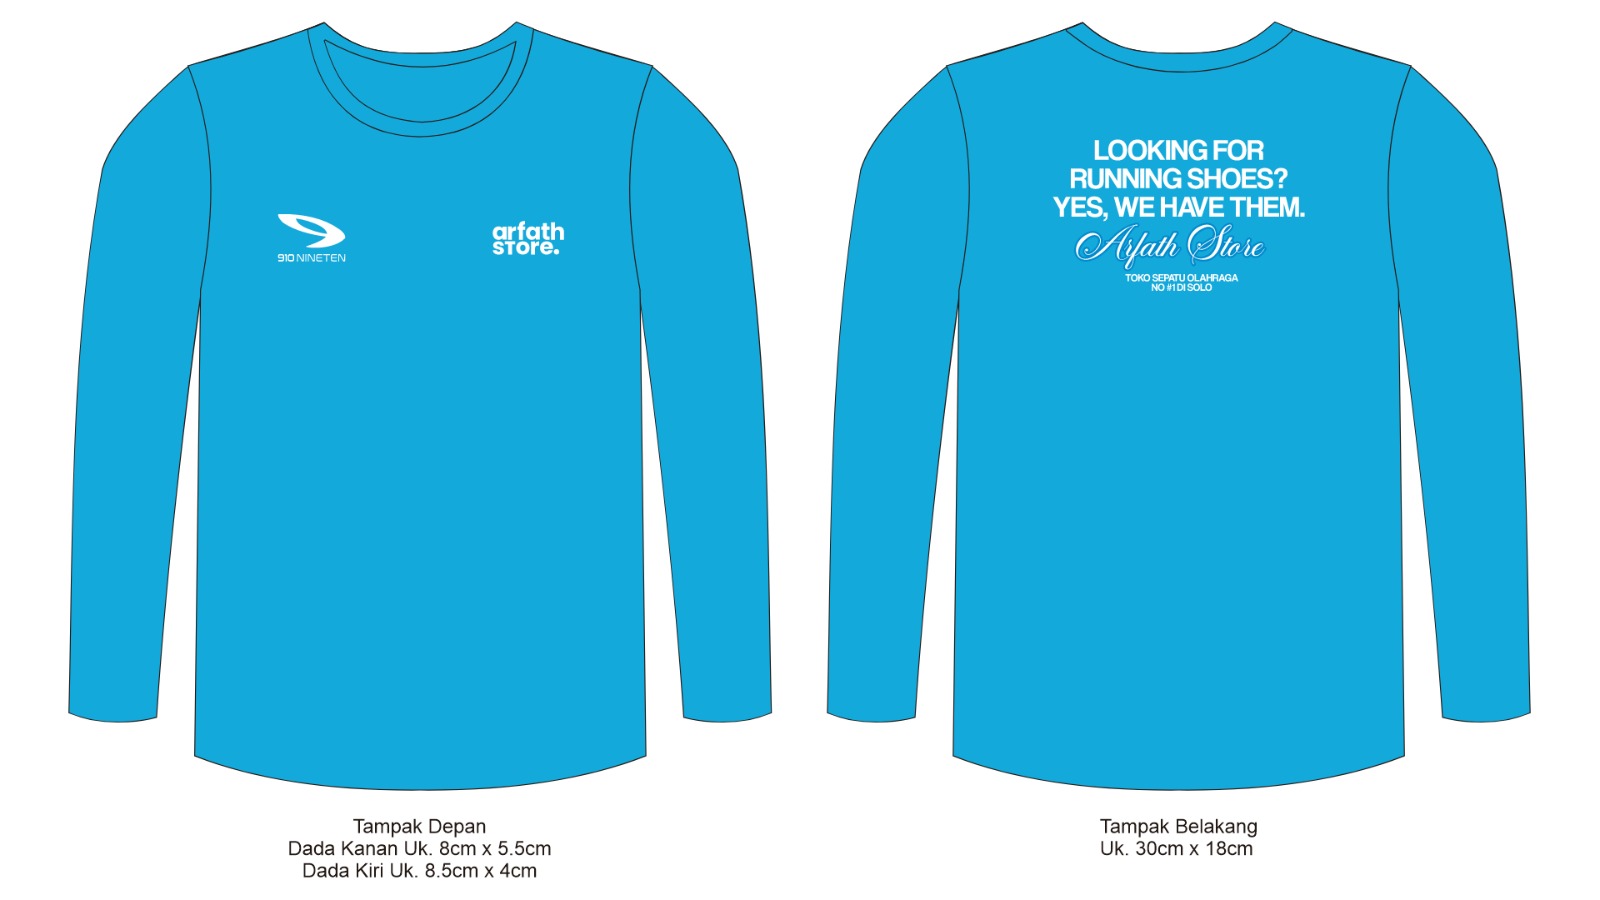 910 NINETEN
arfath
store.
Tampak Depan
Dada Kanan Uk. 8cm x 5.5cm
Dada Kiri Uk. 8.5cm x 4cm
LOOKING FOR
RUNNING SHOES?
YES, WE HAVE THEM.
Arfath Store
TOKO SEPATU OLAHRAGA
NO #1 DI SOLO
Tampak Belakang
Uk. 30cm x 18cm